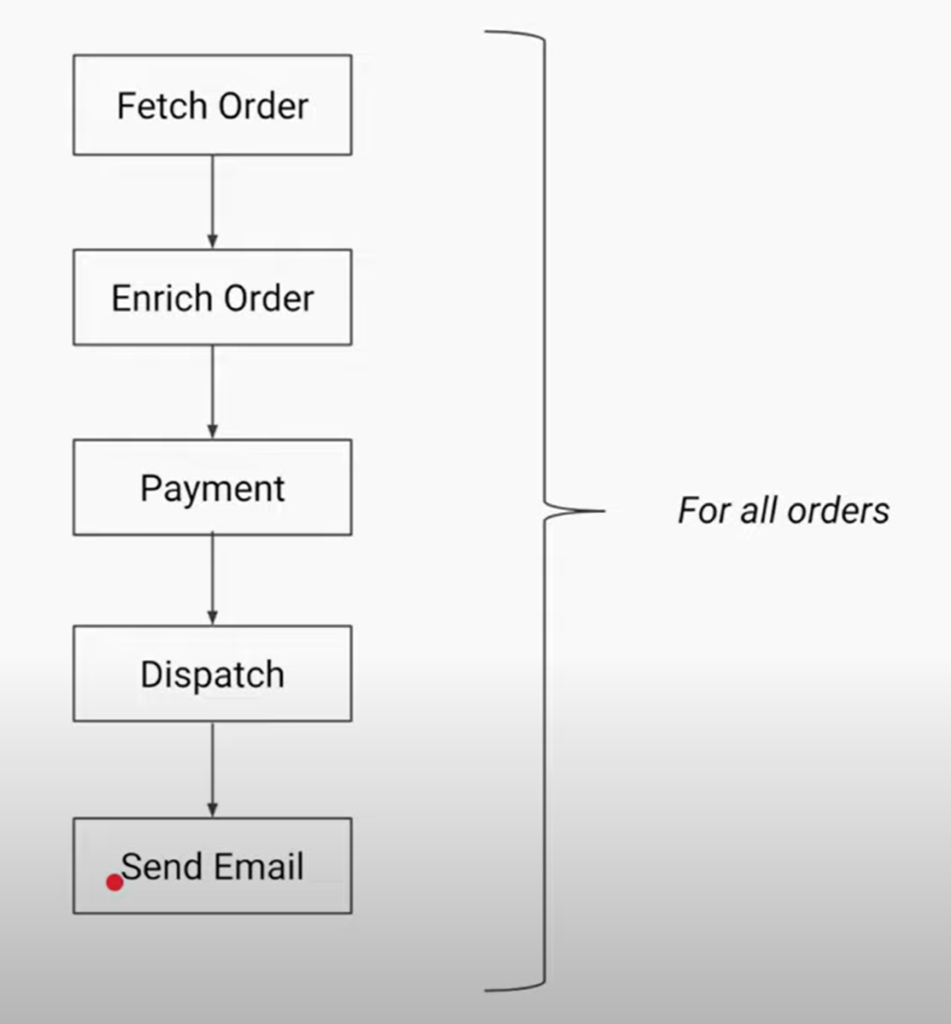 Fetch Order
Enrich Order
Payment
For all orders
Dispatch
Send Email